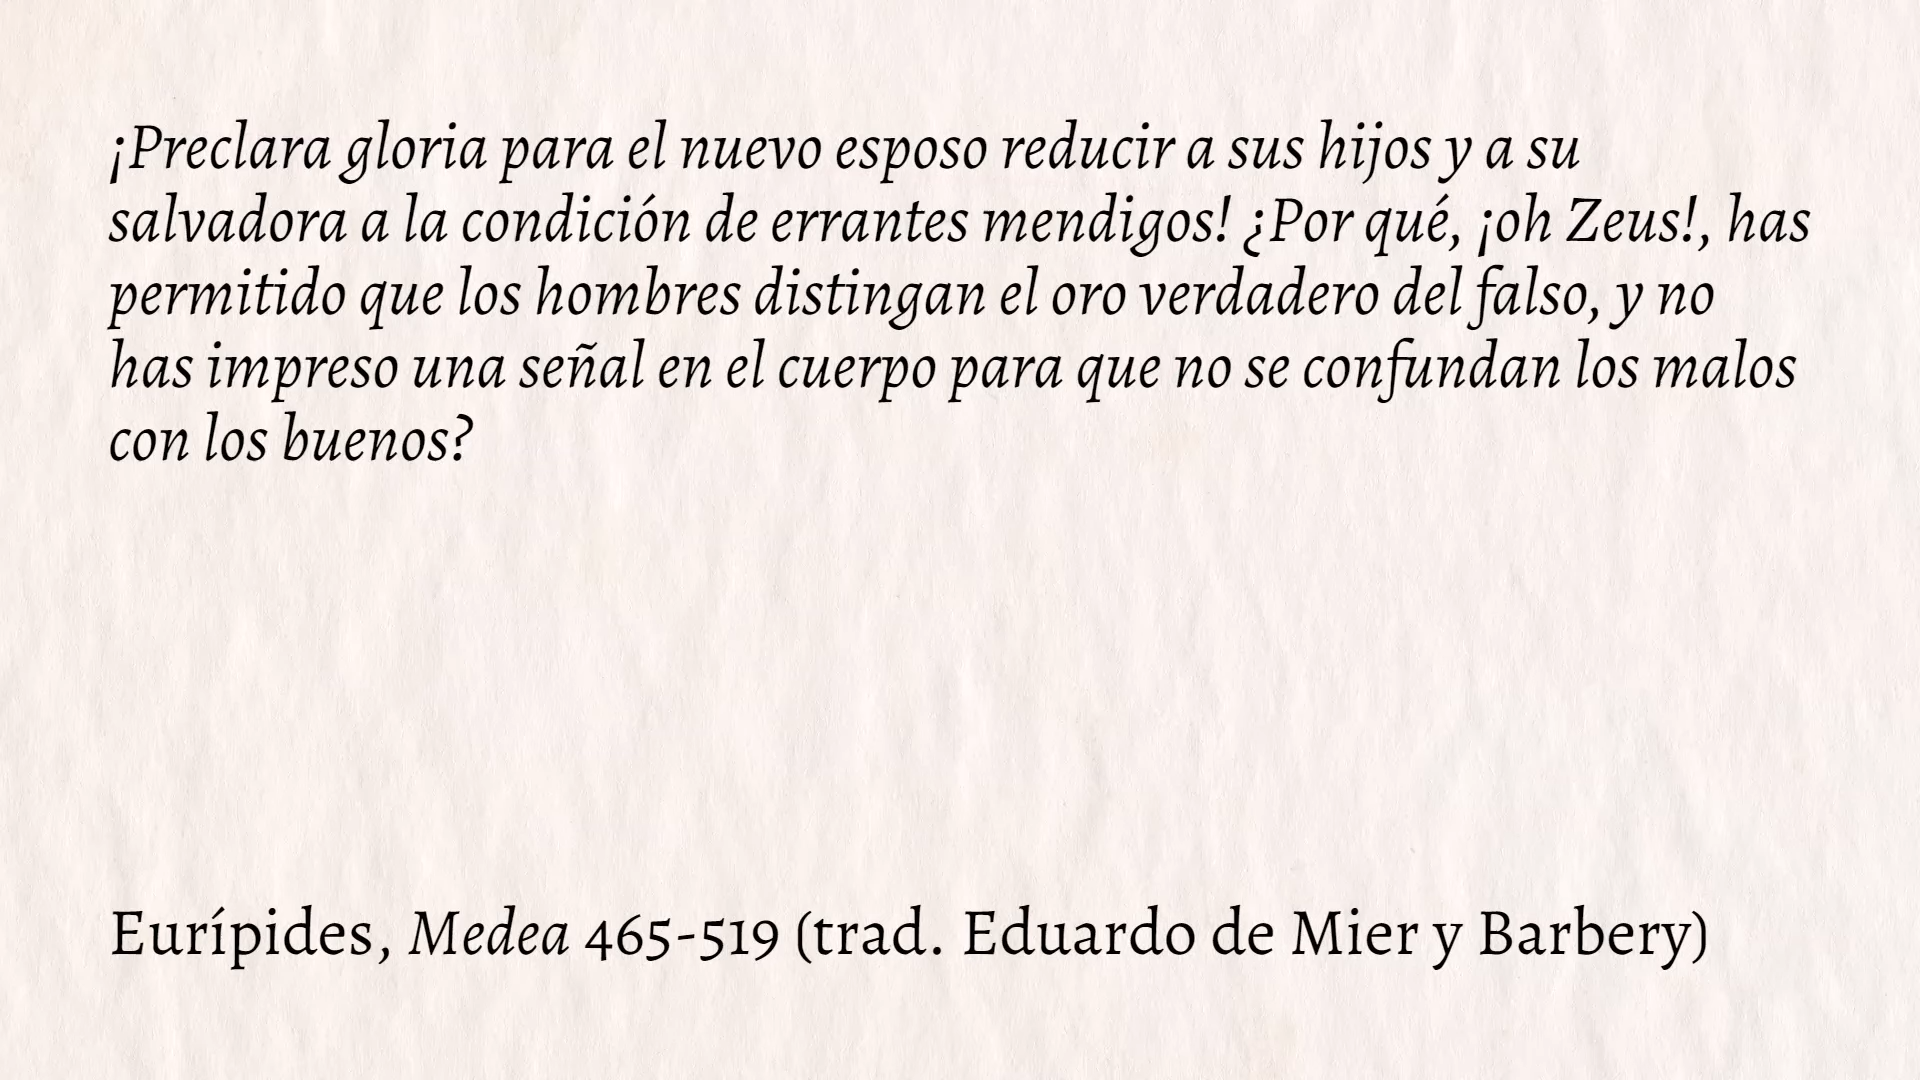 ¡Preclara gloria para el nuevo esposo reducir a sus hijos y a su
salvadora a la condición de errantes mendigos! ¿Por qué, ¡oh Zeus!, has
permitido que los hombres distingan el oro verdadero del falso, y no
has impreso una señal en el cuerpo para que no se confundan los malos
con los buenos?
Eurípides, Medea 465-519 (trad. Eduardo de Mier y Barbery)